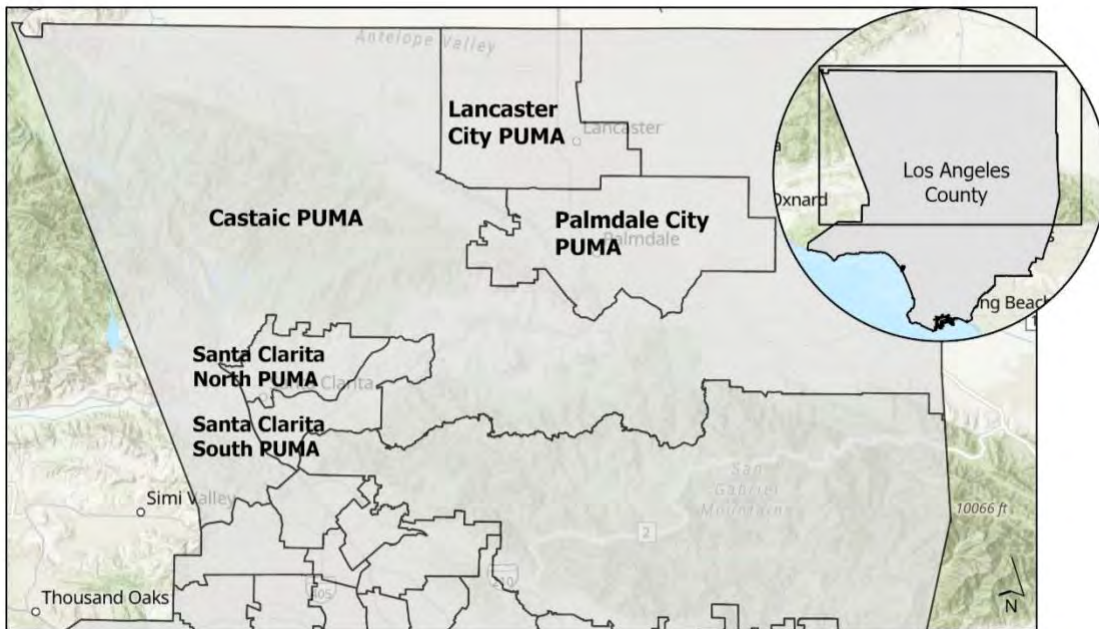 Antelope Valley
Lancaster
City PUMA
Lancaster
Castaic PUMA
Palmdale City
PUMA
Palmdale
Los Angeles
County
Oxnard
ng Beach
Santa Clarita
North PUMA
Clarita
Santa Clarita
South PUMA
Simi Valley
San
Gabriel
Mountains
10066 ft
2
405
210
Thousand Oaks
N